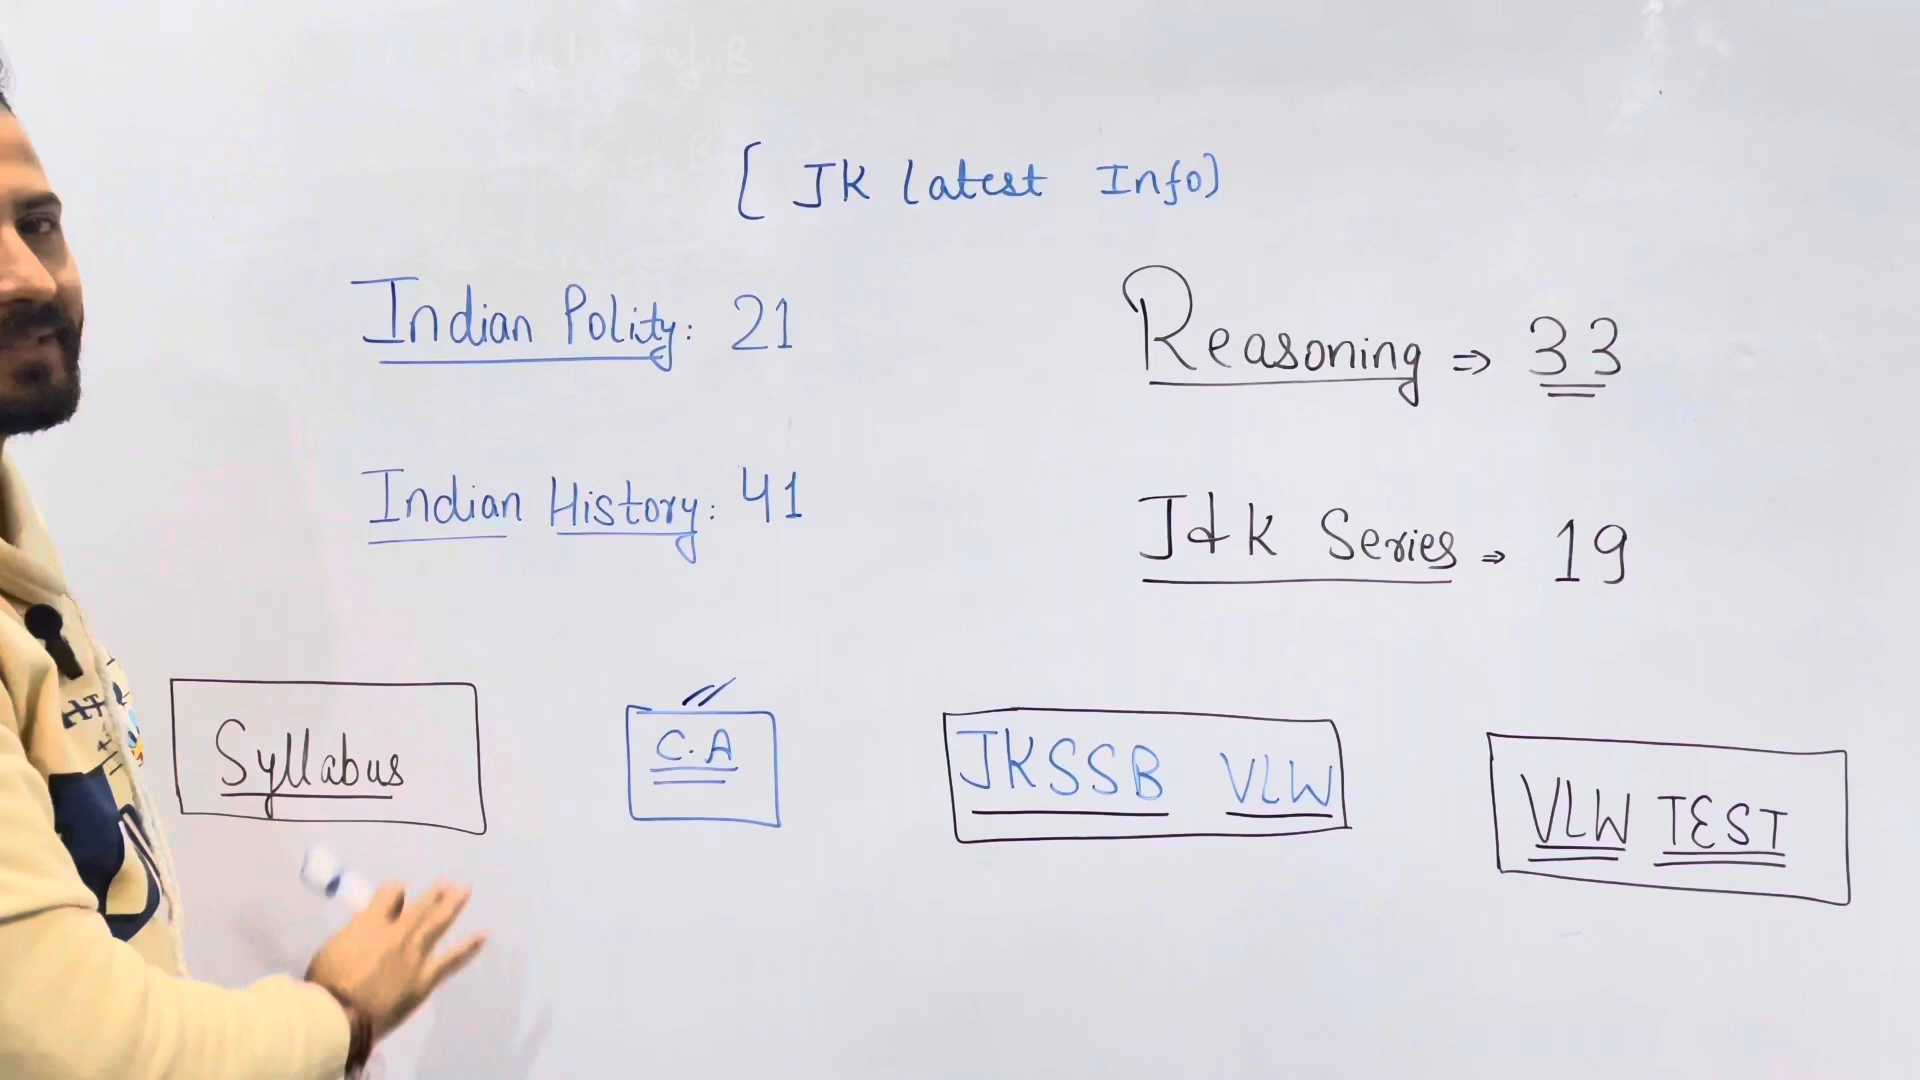 [ JK Latest Info)
Indian Polity: 21
Reasoning ⇒ 33
Indian History: 41
J&K Series ⇒ 19
Syllabus
C.A
JKSSB VLW
VLW TEST